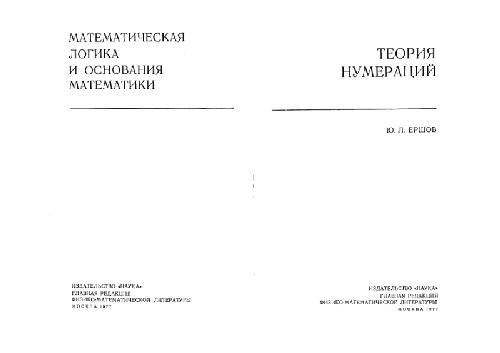 МАТЕМАТИЧЕСКАЯ
ЛОГИКА
И ОСНОВАНИЯ
МАТЕМАТИКИ
ИЗДАТЕЛЬСТВО «НАУКА»
ГЛАВНАЯ РЕДАКЦИЯ
ФИЗИКО-МАТЕМАТИЧЕСКОЙ ЛИТЕРАТУРЫ
МОСКВА 1977
ТЕОРИЯ
НУМЕРАЦИЙ
Ю. Л. ЕРШОВ
ИЗДАТЕЛЬСТВО «НАУКА»
ГЛАВНАЯ РЕДАКЦИЯ
ФИЗИКО-МАТЕМАТИЧЕСКОЙ ЛИТЕРАТУРЫ
МОСКВА 1977